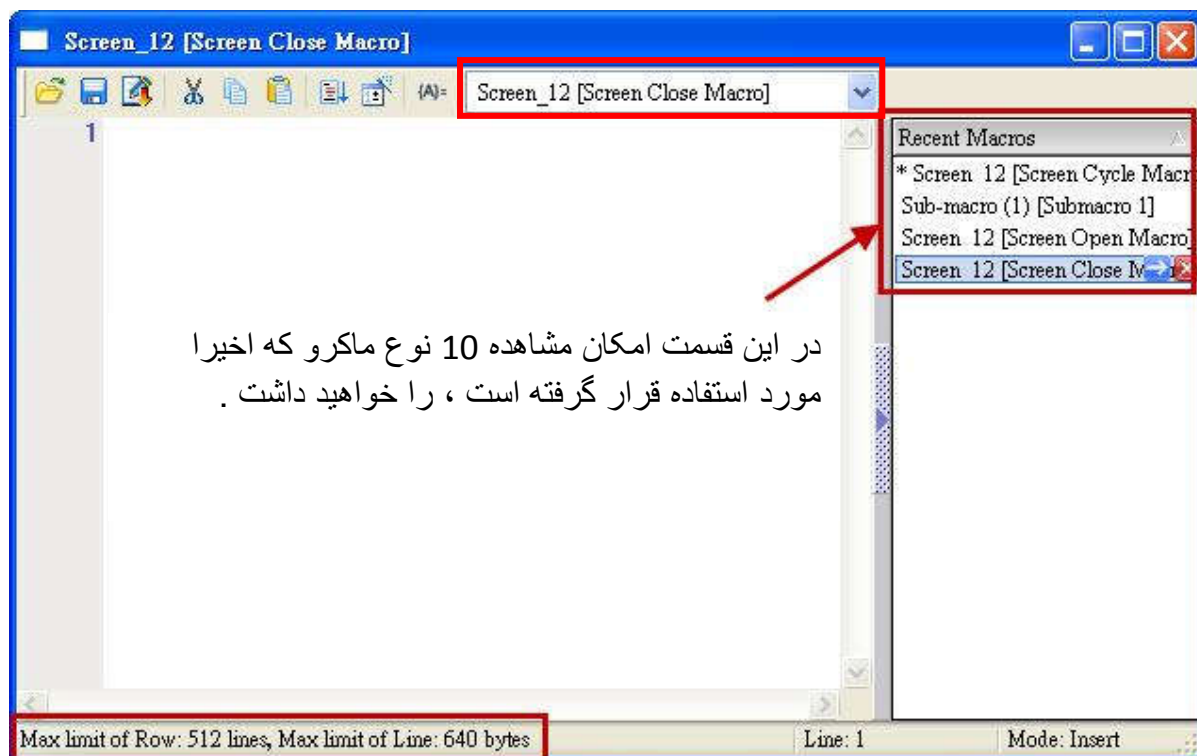 Screen_12 [Screen Close Macro]
(A)= Screen_12 [Screen Close Macro]
1
Recent Macros
* Screen_12 [Screen Cycle Macr
Sub-macro (1) [Submacro 1]
Screen_12 [Screen Open Macro]
Screen_12 [Screen Close M
در این قسمت امکان مشاهده 10 نوع ماکرو که اخیرا
مورد استفاده قرار گرفته است ، را خواهید داشت .
Max limit of Row: 512 lines, Max limit of Line: 640 bytes
Line: 1
Mode: Insert